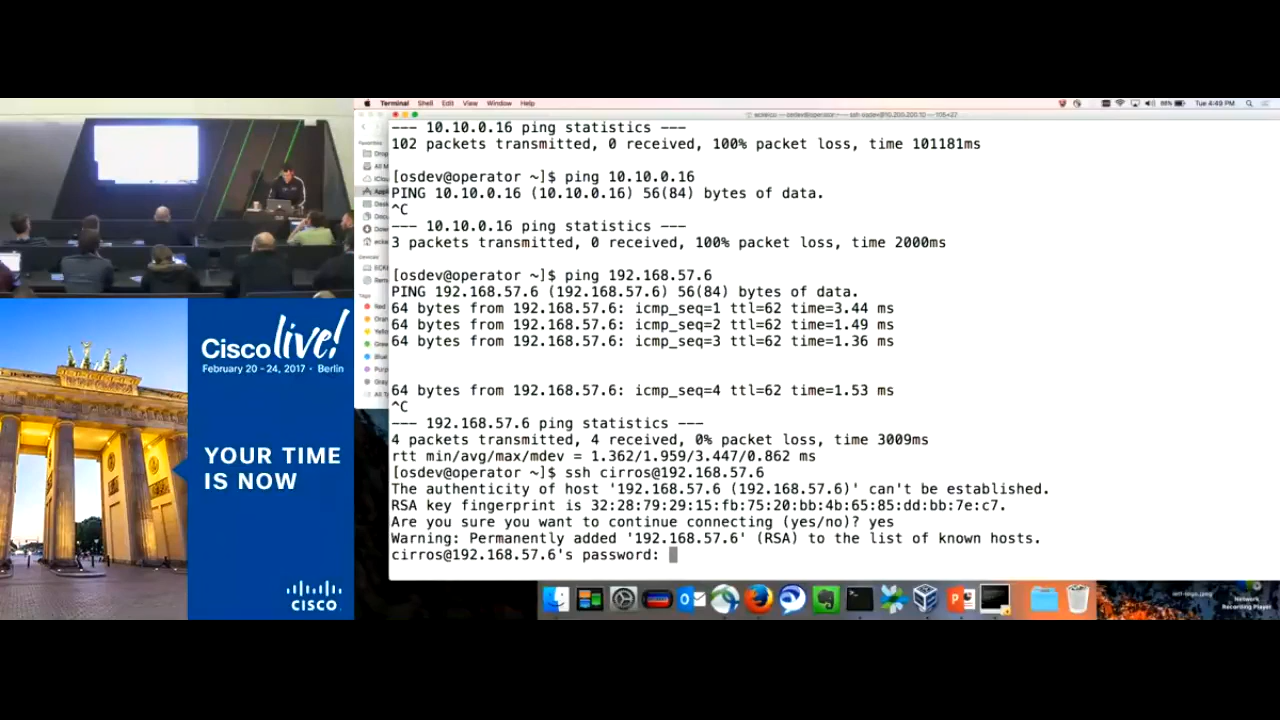 Terminal Shell Edit View Window Help
Tue 4:49 PM
--- 10.10.0.16 ping statistics ---
102 packets transmitted, 0 received, 100% packet loss, time 101181ms
[osdev@operator ~]$ ping 10.10.0.16
PING 10.10.0.16 (10.10.0.16) 56(84) bytes of data.
^C
--- 10.10.0.16 ping statistics ---
3 packets transmitted, 0 received, 100% packet loss, time 2000ms
[osdev@operator ~]$ ping 192.168.57.6
PING 192.168.57.6 (192.168.57.6) 56(84) bytes of data.
64 bytes from 192.168.57.6: icmp_seq=1 ttl=62 time=3.44 ms
64 bytes from 192.168.57.6: icmp_seq=2 ttl=62 time=1.49 ms
64 bytes from 192.168.57.6: icmp_seq=3 ttl=62 time=1.36 ms
64 bytes from 192.168.57.6: icmp_seq=4 ttl=62 time=1.53 ms
^C
--- 192.168.57.6 ping statistics ---
4 packets transmitted, 4 received, 0% packet loss, time 3009ms
rtt min/avg/max/mdev = 1.362/1.959/3.447/0.862 ms
[osdev@operator ~]$ ssh cirros@192.168.57.6
The authenticity of host '192.168.57.6 (192.168.57.6)' can't be established.
RSA key fingerprint is 32:28:79:29:15:fb:75:20:bb:4b:65:85:dd:bb:7e:c7.
Are you sure you want to continue connecting (yes/no)? yes
Warning: Permanently added '192.168.57.6' (RSA) to the list of known hosts.
cirros@192.168.57.6's password:
Cisco live!
February 20 - 24, 2017 · Berlin
YOUR TIME
IS NOW
CISCO
Network
Recording Player